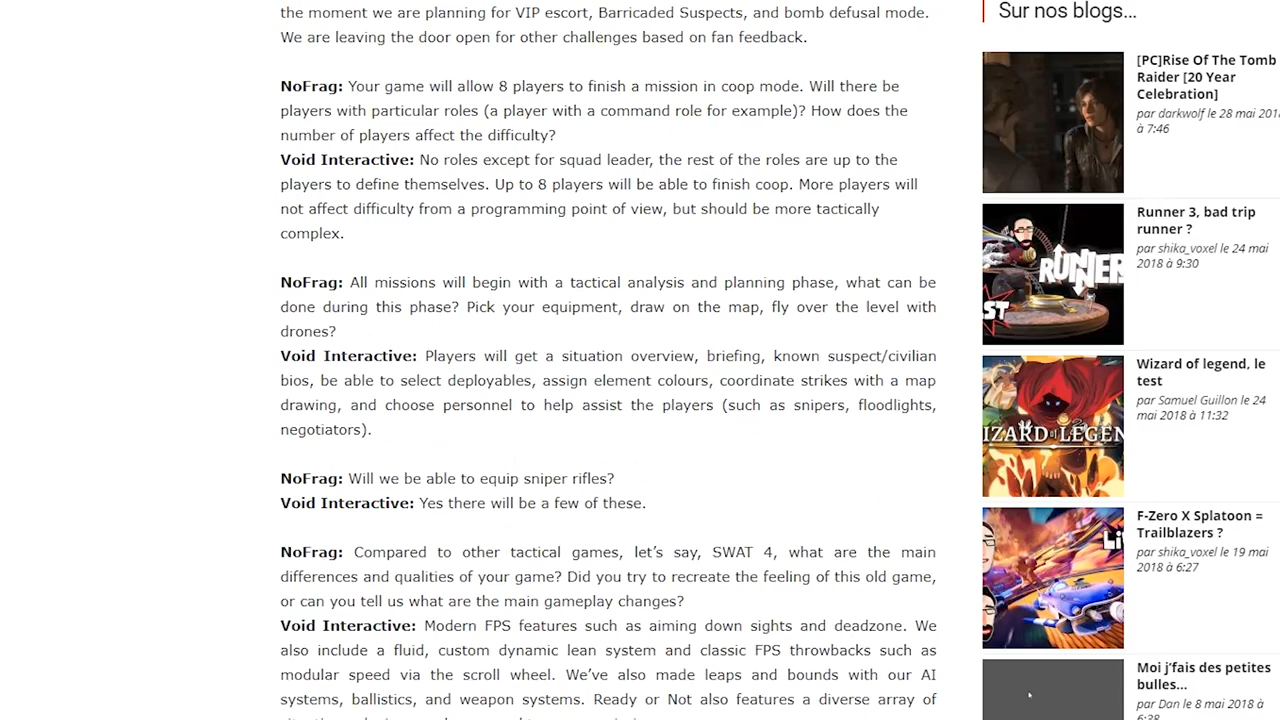 the moment we are planning for VIP escort, Barricaded Suspects, and bomb defusal mode.
We are leaving the door open for other challenges based on fan feedback.
NoFrag: Your game will allow 8 players to finish a mission in coop mode. Will there be
players with particular roles (a player with a command role for example)? How does the
number of players affect the difficulty?
Void Interactive: No roles except for squad leader, the rest of the roles are up to the
players to define themselves. Up to 8 players will be able to finish coop. More players will
not affect difficulty from a programming point of view, but should be more tactically
complex.
NoFrag: All missions will begin with a tactical analysis and planning phase, what can be
done during this phase? Pick your equipment, draw on the map, fly over the level with
drones?
Void Interactive: Players will get a situation overview, briefing, known suspect/civilian
bios, be able to select deployables, assign element colours, coordinate strikes with a map
drawing, and choose personnel to help assist the players (such as snipers, floodlights,
negotiators).
NoFrag: Will we be able to equip sniper rifles?
Void Interactive: Yes there will be a few of these.
NoFrag: Compared to other tactical games, let's say, SWAT 4, what are the main
differences and qualities of your game? Did you try to recreate the feeling of this old game,
or can you tell us what are the main gameplay changes?
Void Interactive: Modern FPS features such as aiming down sights and deadzone. We
also include a fluid, custom dynamic lean system and classic FPS throwbacks such as
modular speed via the scroll wheel. We've also made leaps and bounds with our AI
systems, ballistics, and weapon systems. Ready or Not also features a diverse array of
Sur nos blogs...
[PC]Rise Of The Tomb
Raider [20 Year
Celebration]
par darkwolf le 28 mai 201
à 7:46
RUNNER
ST
Runner 3, bad trip
runner ?
par shika_voxel le 24 mai
2018 à 9:30
IZARD OF LEGEN
Wizard of legend, le
test
par Samuel Guillon le 24
mai 2018 à 11:32
Li
F-Zero X Splatoon =
Trailblazers ?
par shika_voxel le 19 mai
2018 à 6:27
Moi j'fais des petites
bulles...
par Dan le 8 mai 2018 à
6:28